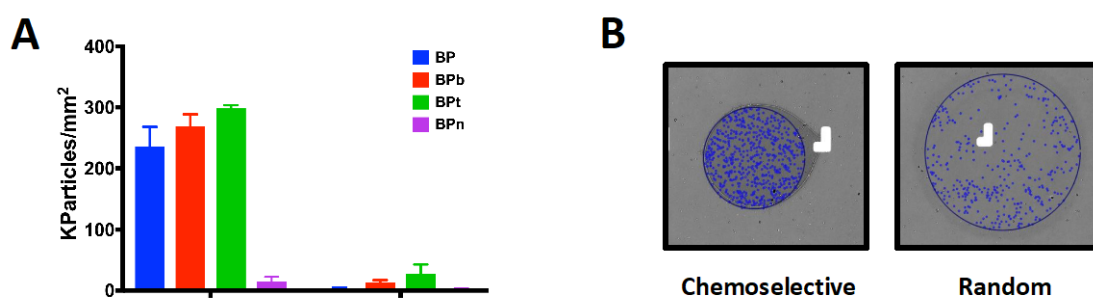 A
KParticles/mm²
400
300
200
100
0
BP
BPb
BPt
BPn
B
Chemoselective
Random